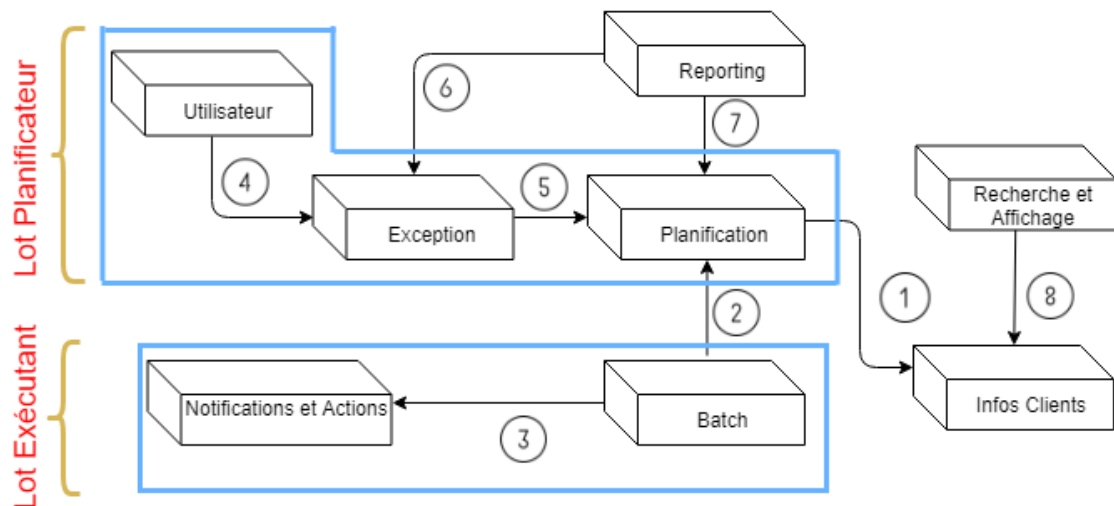 Lot Planificateur
Utilisateur
Reporting
6
7
4
5
Exception
Planification
Recherche et
Affichage
2
1
8
Lot Exécutant
Notifications et Actions
3
Batch
Infos Clients